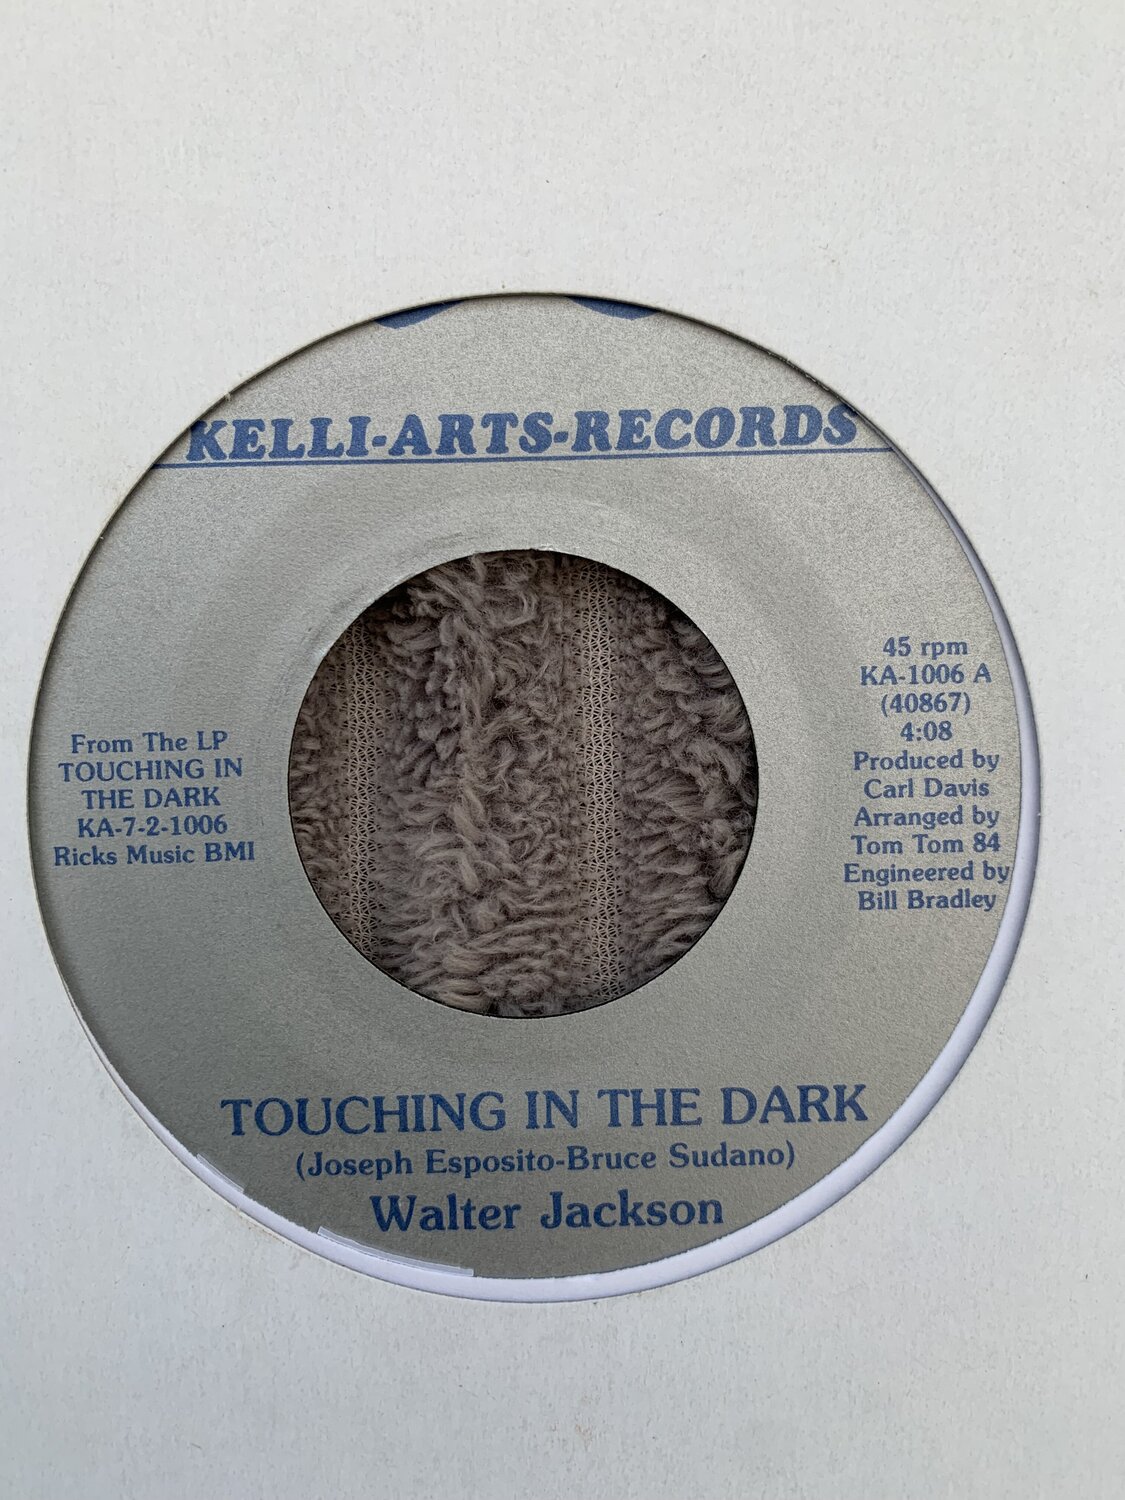 KELLI-ARTS-RECORDS
From The LP
TOUCHING IN
THE DARK
KA-7-2-1006
Ricks Music BMI
45 rpm
KA-1006 A
(40867)
4:08
Produced by
Carl Davis
Arranged by
Tom Tom 84
Engineered by
Bill Bradley
TOUCHING IN THE DARK
(Joseph Esposito-Bruce Sudano)
Walter Jackson